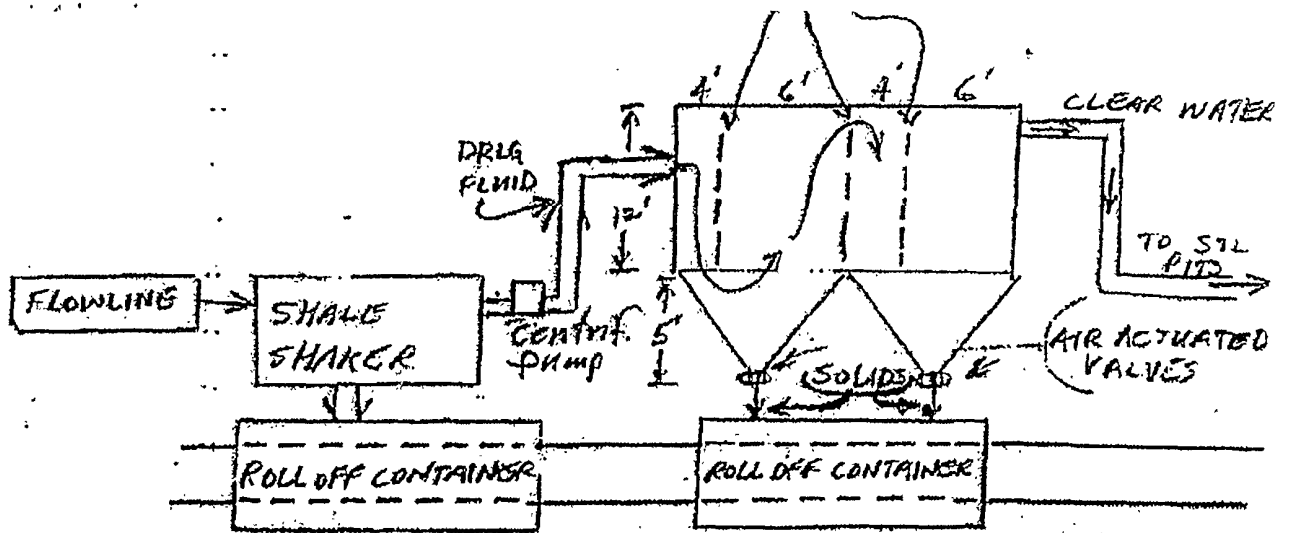 4' 6' 4' 6'
CLEAR WATER
DRLG
FLUID
12'
TO STL
PITS
FLOWLINE
SHALE
SHAKER
Centrif.
pump
5'
AIR ACTUATED
VALVES
SOLIDS
ROLL OFF CONTAINER
ROLL OFF CONTAINER